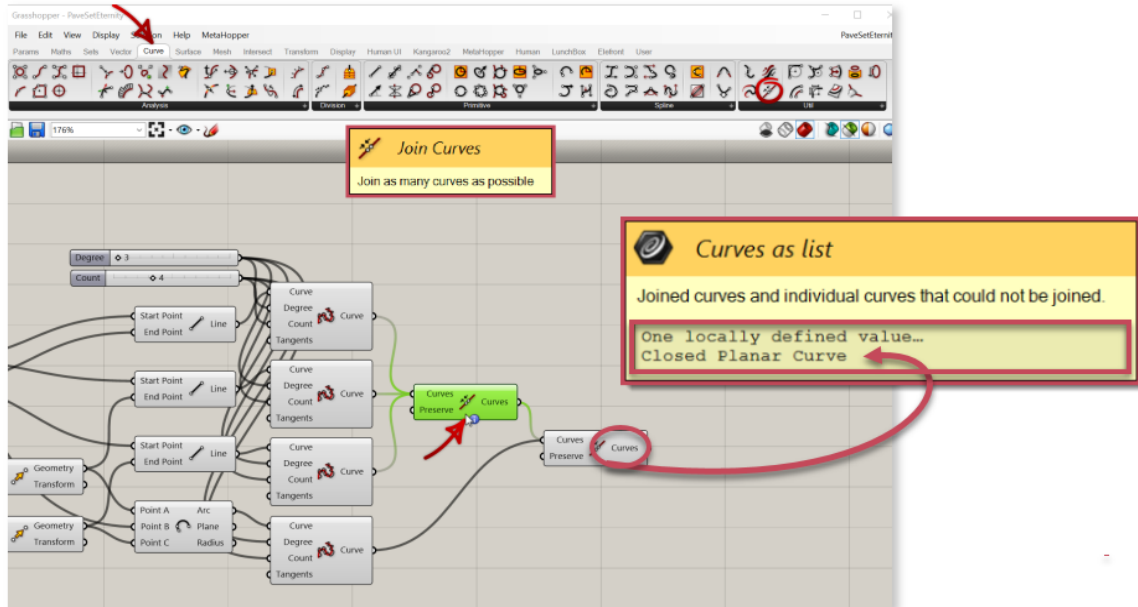 Grasshopper - PaveSetEternity
File Edit View Display Help MetaHopper PaveSetEternit
Params Maths Sets Vector Curve Surface Mesh Intersect Transform Display Human UI Kangaroo2 MetaHopper Human LunchBox Elefront User
Analysis + Division + Primitive + Spline + Util +
176%
Join Curves
Join as many curves as possible
Curves as list
Joined curves and individual curves that could not be joined.
One locally defined value…
Closed Planar Curve
Degree 3
Count 4
Curve
Degree
Count Curve
Tangents
Start Point
End Point Line
Curve
Degree
Count Curve
Tangents
Start Point
End Point Line
Curves
Preserve Curves
Curve
Degree
Count Curve
Tangents
Start Point
End Point Line
Curves
Preserve Curves
Geometry
Transform
Point A Arc
Point B Plane
Point C Radius
Geometry
Transform
Curve
Degree
Count Curve
Tangents